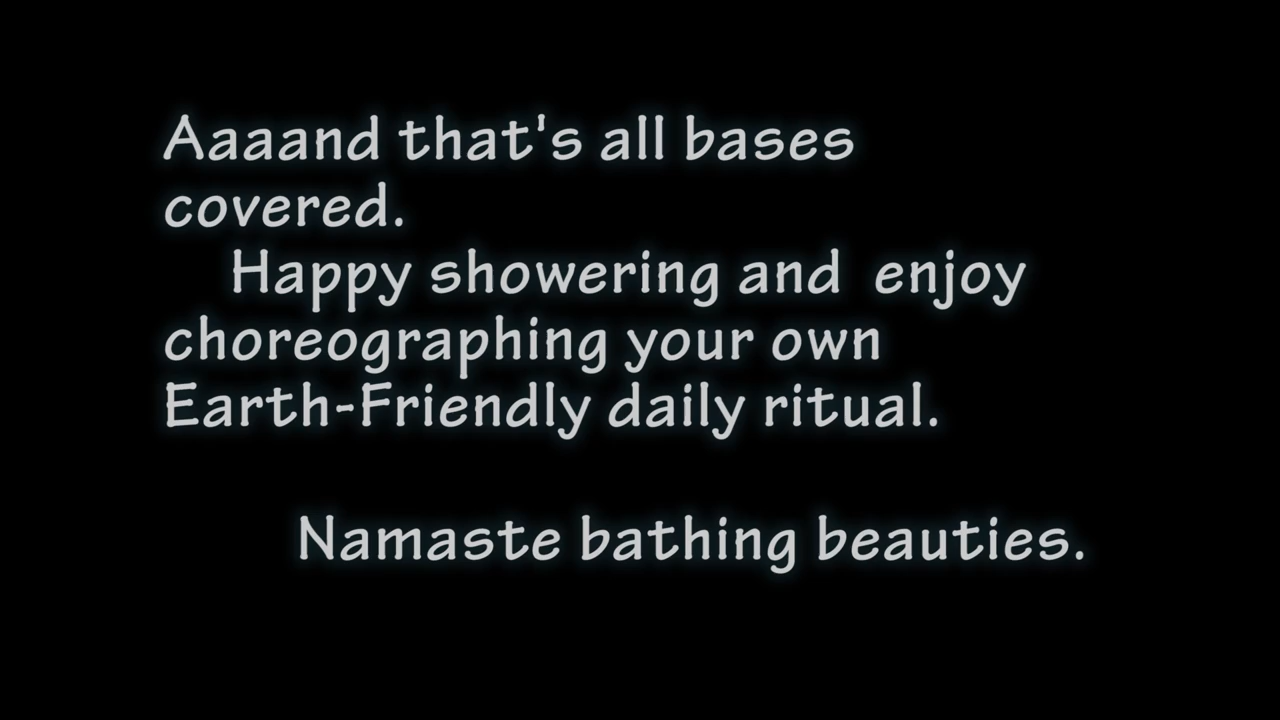 Aaaand that's all bases
covered.
Happy showering and  enjoy
choreographing your own
Earth-Friendly daily ritual.
Namaste bathing beauties.